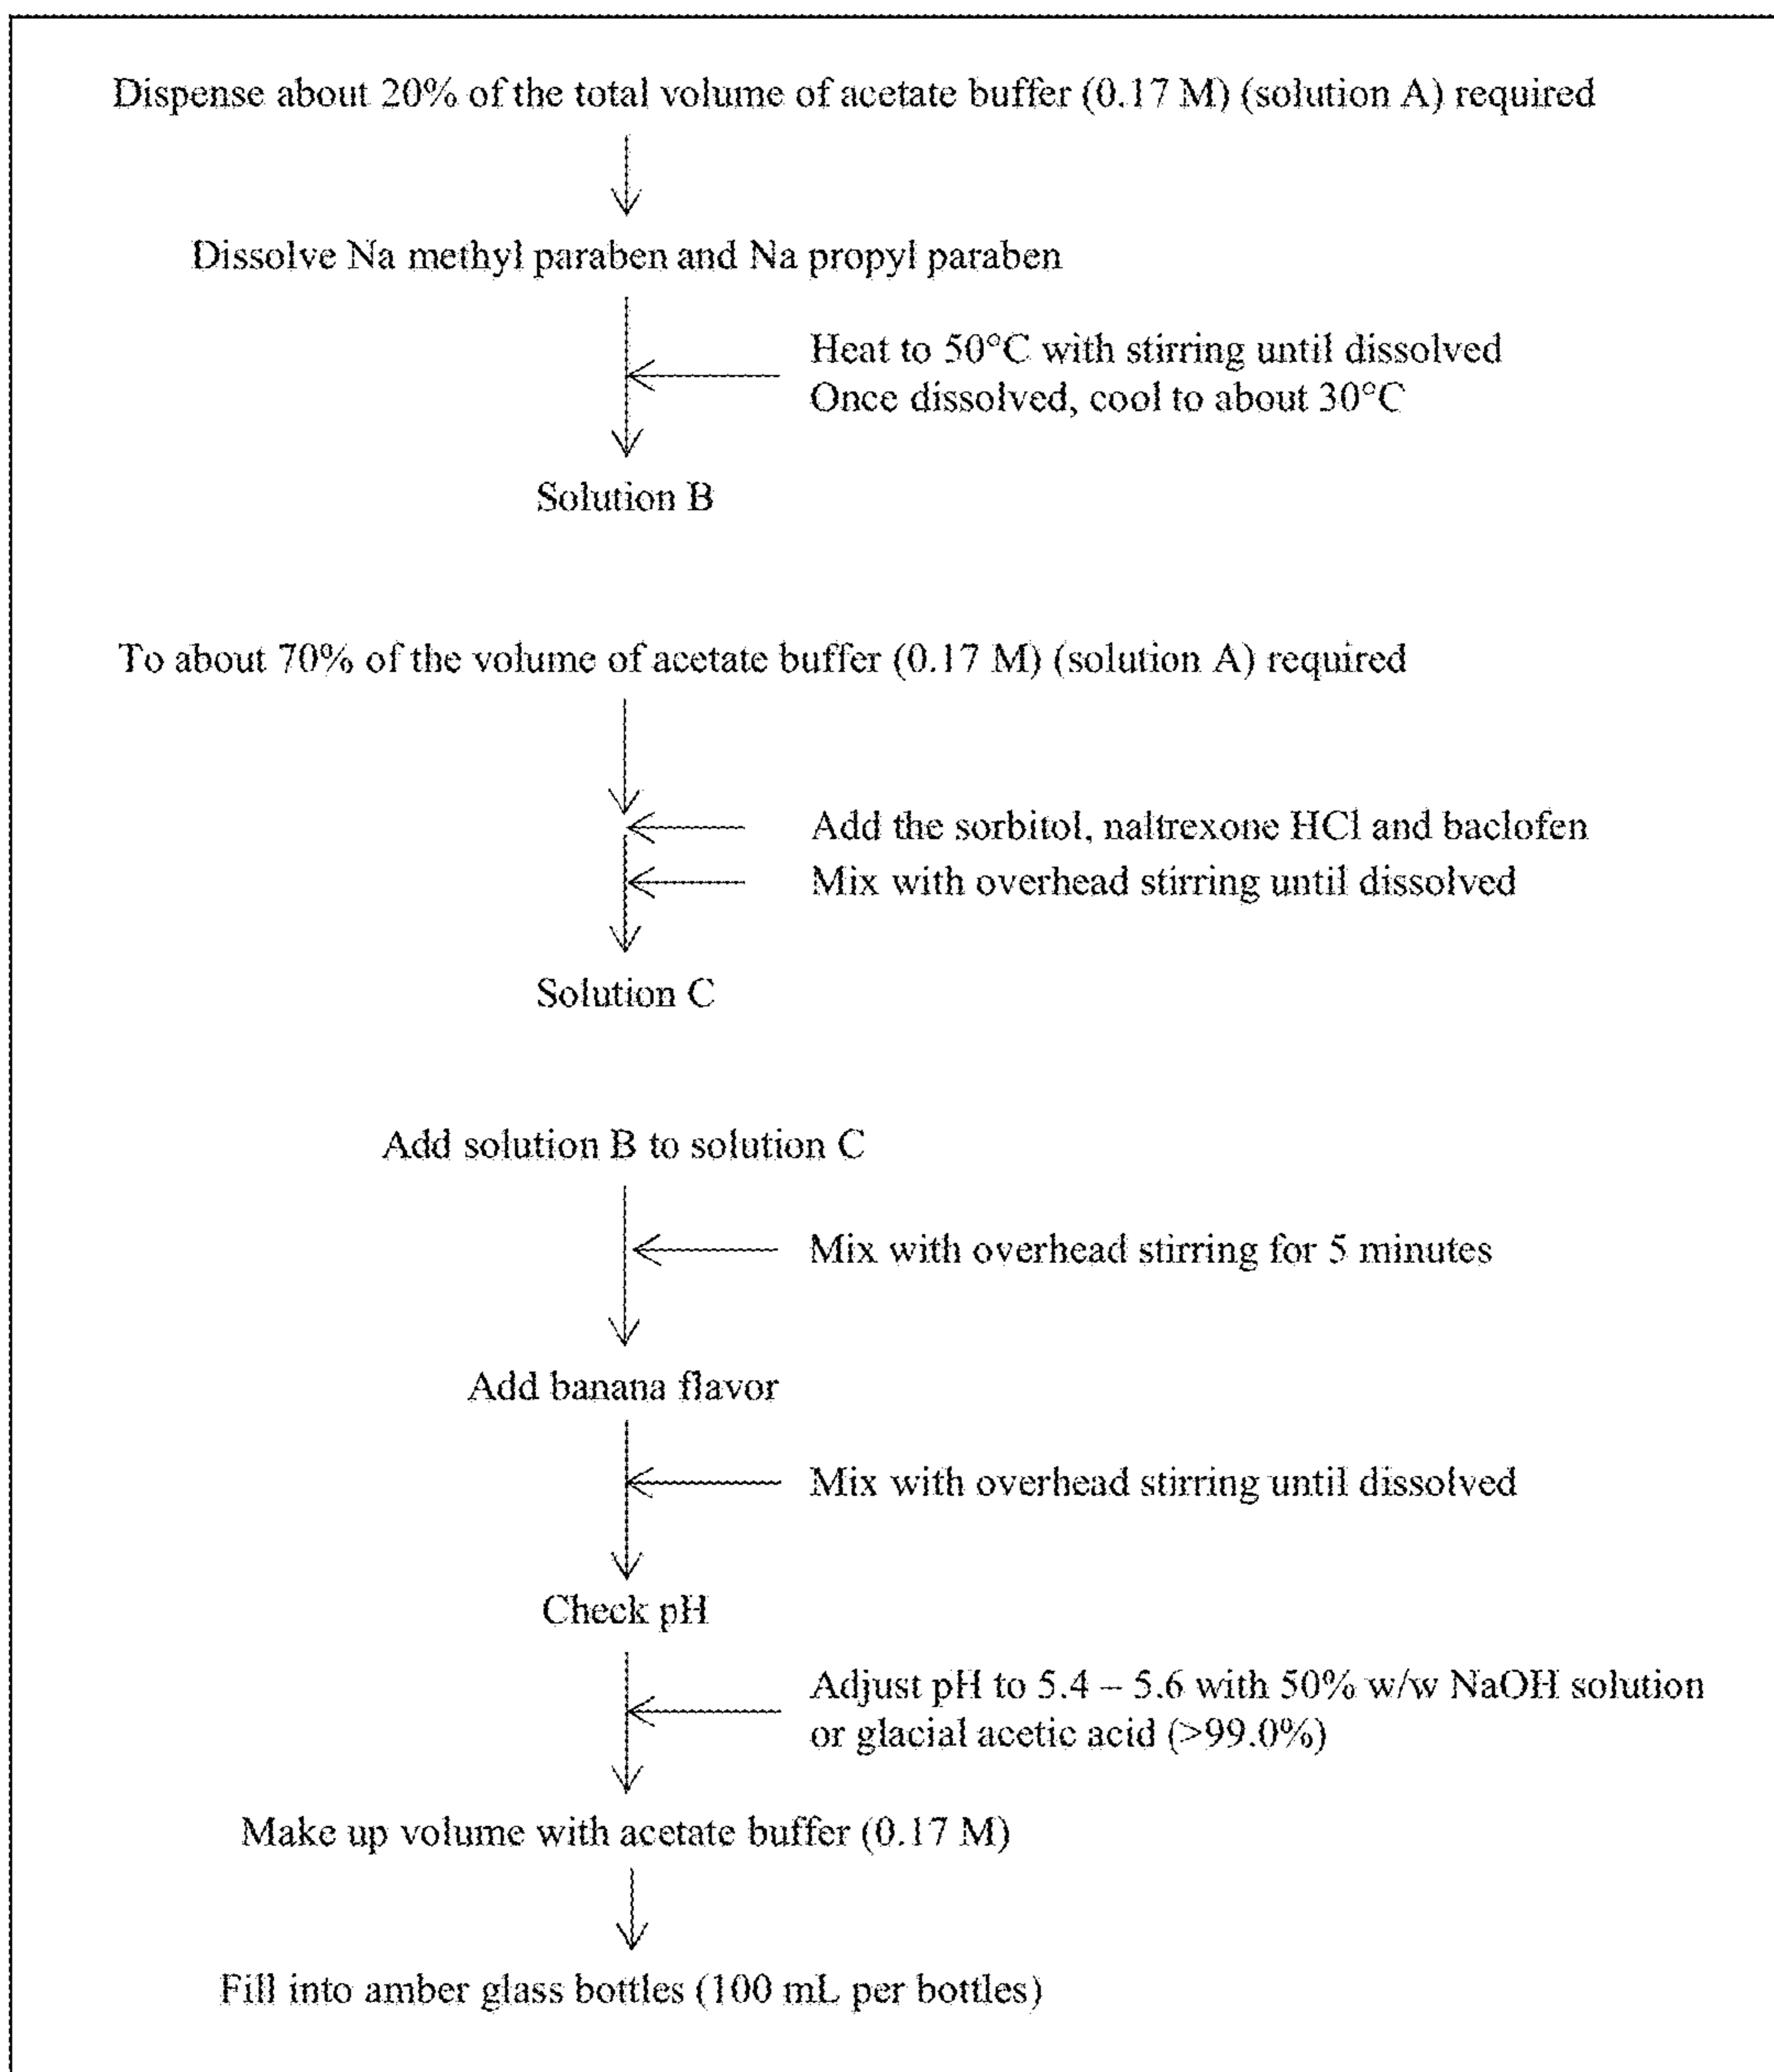 Dispense about 20% of the total volume of acetate buffer (0.17 M) (solution A) required
Dissolve Na methyl paraben and Na propyl paraben
Heat to 50°C with stirring until dissolved
Once dissolved, cool to about 30°C
Solution B
To about 70% of the volume of acetate buffer (0.17 M) (solution A) required
Add the sorbitol, naltrexone HCl and baclofen
Mix with overhead stirring until dissolved
Solution C
Add solution B to solution C
Mix with overhead stirring for 5 minutes
Add banana flavor
Mix with overhead stirring until dissolved
Check pH
Adjust pH to 5.4 – 5.6 with 50% w/w NaOH solution
or glacial acetic acid (>99.0%)
Make up volume with acetate buffer (0.17 M)
Fill into amber glass bottles (100 mL per bottles)